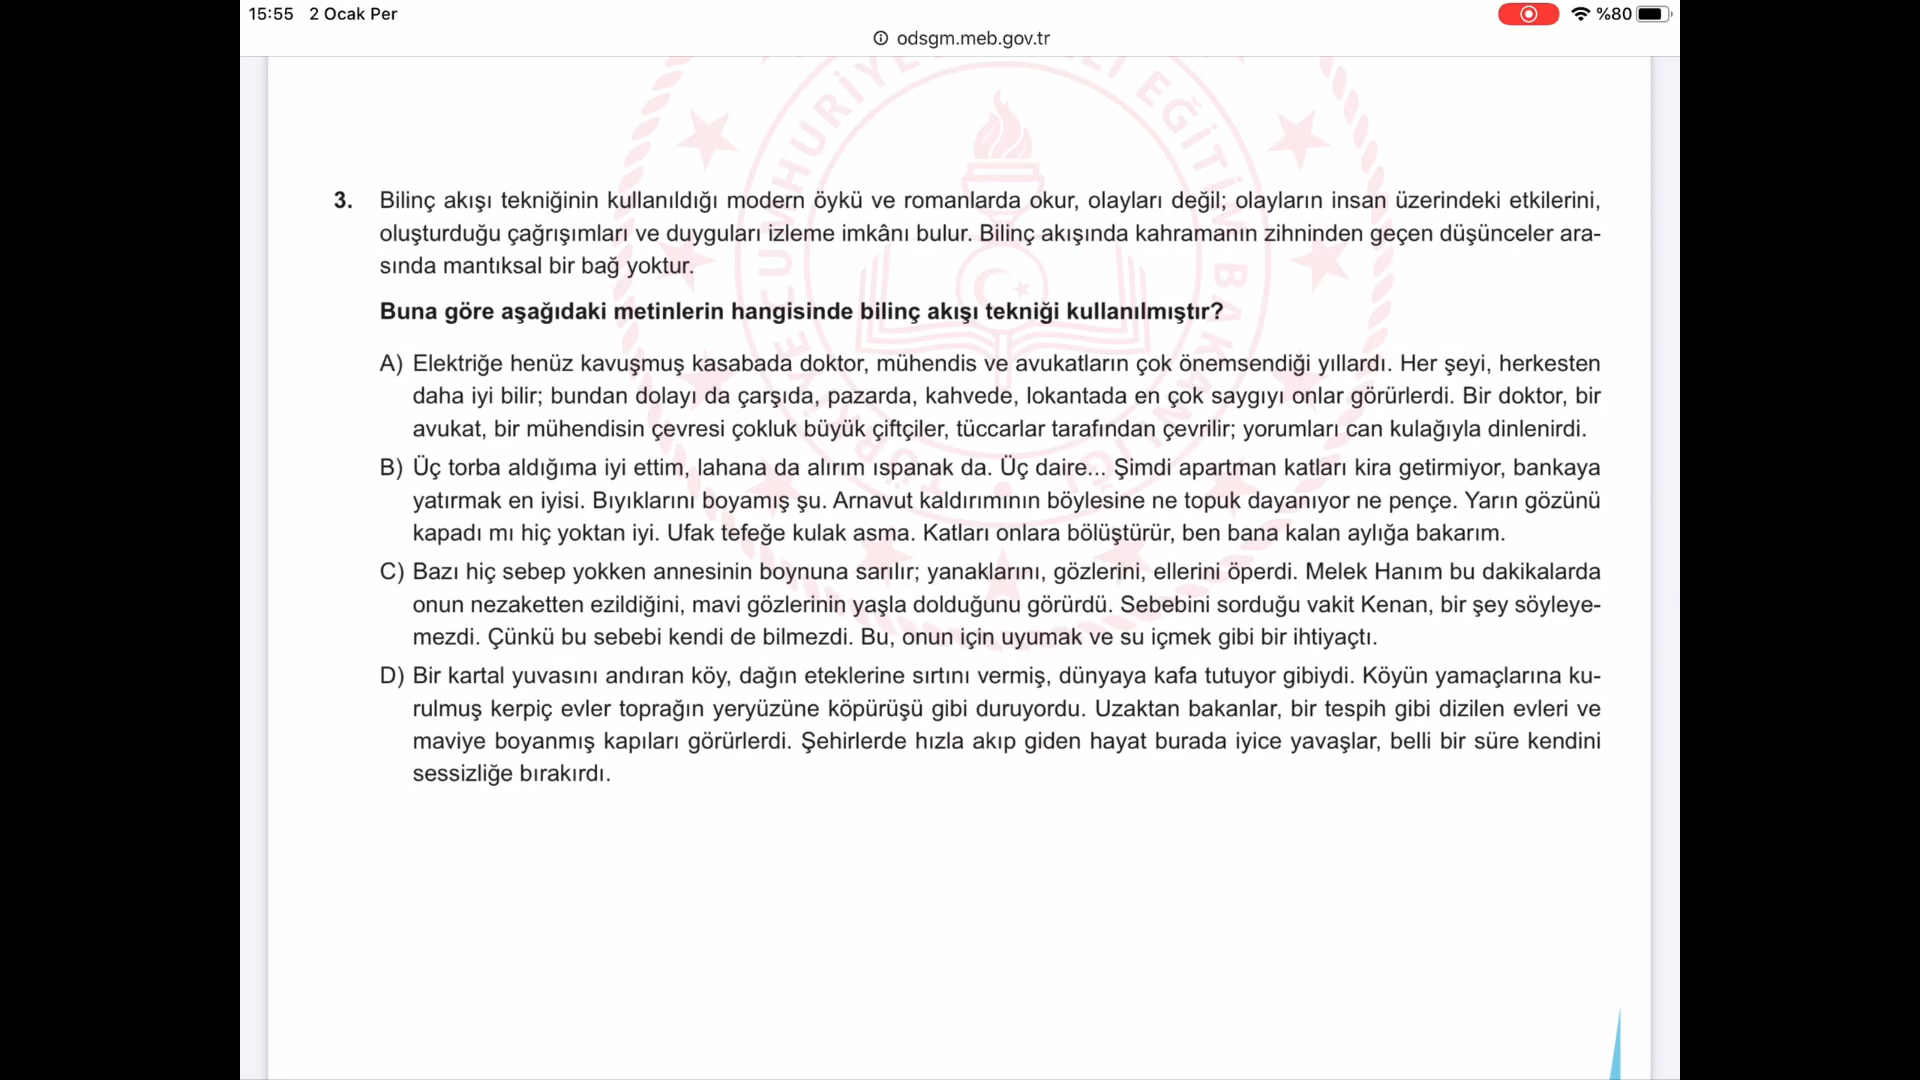 15:55 2 Ocak Per
%80
odsgm.meb.gov.tr
3. Bilinç akışı tekniğinin kullanıldığı modern öykü ve romanlarda okur, olayları değil; olayların insan üzerindeki etkilerini,
oluşturduğu çağrışımları ve duyguları izleme imkânı bulur. Bilinç akışında kahramanın zihninden geçen düşünceler ara-
sında mantıksal bir bağ yoktur.
Buna göre aşağıdaki metinlerin hangisinde bilinç akışı tekniği kullanılmıştır?
A) Elektriğe henüz kavuşmuş kasabada doktor, mühendis ve avukatların çok önemsendiği yıllardı. Her şeyi, herkesten
daha iyi bilir; bundan dolayı da çarşıda, pazarda, kahvede, lokantada en çok saygıyı onlar görürlerdi. Bir doktor, bir
avukat, bir mühendisin çevresi çokluk büyük çiftçiler, tüccarlar tarafından çevrilir; yorumları can kulağıyla dinlenirdi.
B) Üç torba aldığıma iyi ettim, lahana da alırım ıspanak da. Üç daire... Şimdi apartman katları kira getirmiyor, bankaya
yatırmak en iyisi. Bıyıklarını boyamış şu. Arnavut kaldırımının böylesine ne topuk dayanıyor ne pençe. Yarın gözünü
kapadı mı hiç yoktan iyi. Ufak tefeğe kulak asma. Katları onlara bölüştürür, ben bana kalan aylığa bakarım.
C) Bazı hiç sebep yokken annesinin boynuna sarılır; yanaklarını, gözlerini, ellerini öperdi. Melek Hanım bu dakikalarda
onun nezaketten ezildiğini, mavi gözlerinin yaşla dolduğunu görürdü. Sebebini sorduğu vakit Kenan, bir şey söyleye-
mezdi. Çünkü bu sebebi kendi de bilmezdi. Bu, onun için uyumak ve su içmek gibi bir ihtiyaçtı.
D) Bir kartal yuvasını andıran köy, dağın eteklerine sırtını vermiş, dünyaya kafa tutuyor gibiydi. Köyün yamaçlarına ku-
rulmuş kerpiç evler toprağın yeryüzüne köpürüşü gibi duruyordu. Uzaktan bakanlar, bir tespih gibi dizilen evleri ve
maviye boyanmış kapıları görürlerdi. Şehirlerde hızla akıp giden hayat burada iyice yavaşlar, belli bir süre kendini
sessizliğe bırakırdı.